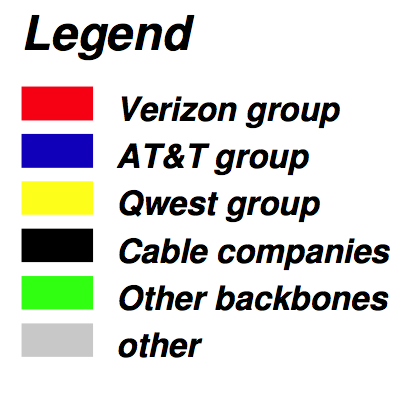 Legend
Verizon group
AT&T group
Qwest group
Cable companies
Other backbones
other